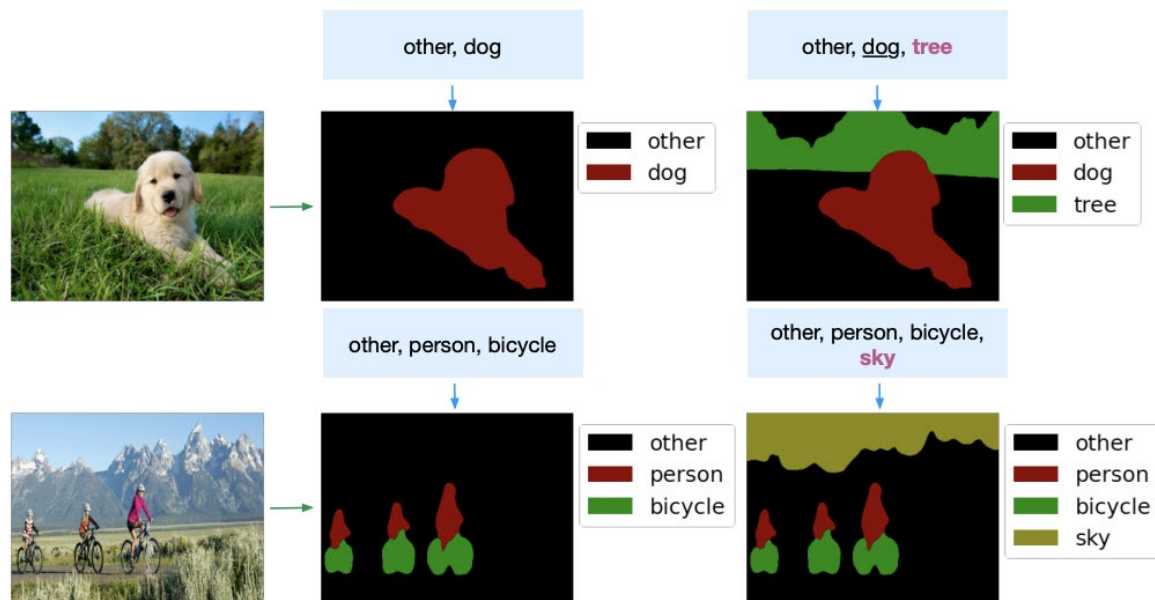 other, dog
other, dog, tree
other
dog
other
dog
tree
other, person, bicycle
other, person, bicycle,
sky
other
person
bicycle
other
person
bicycle
sky